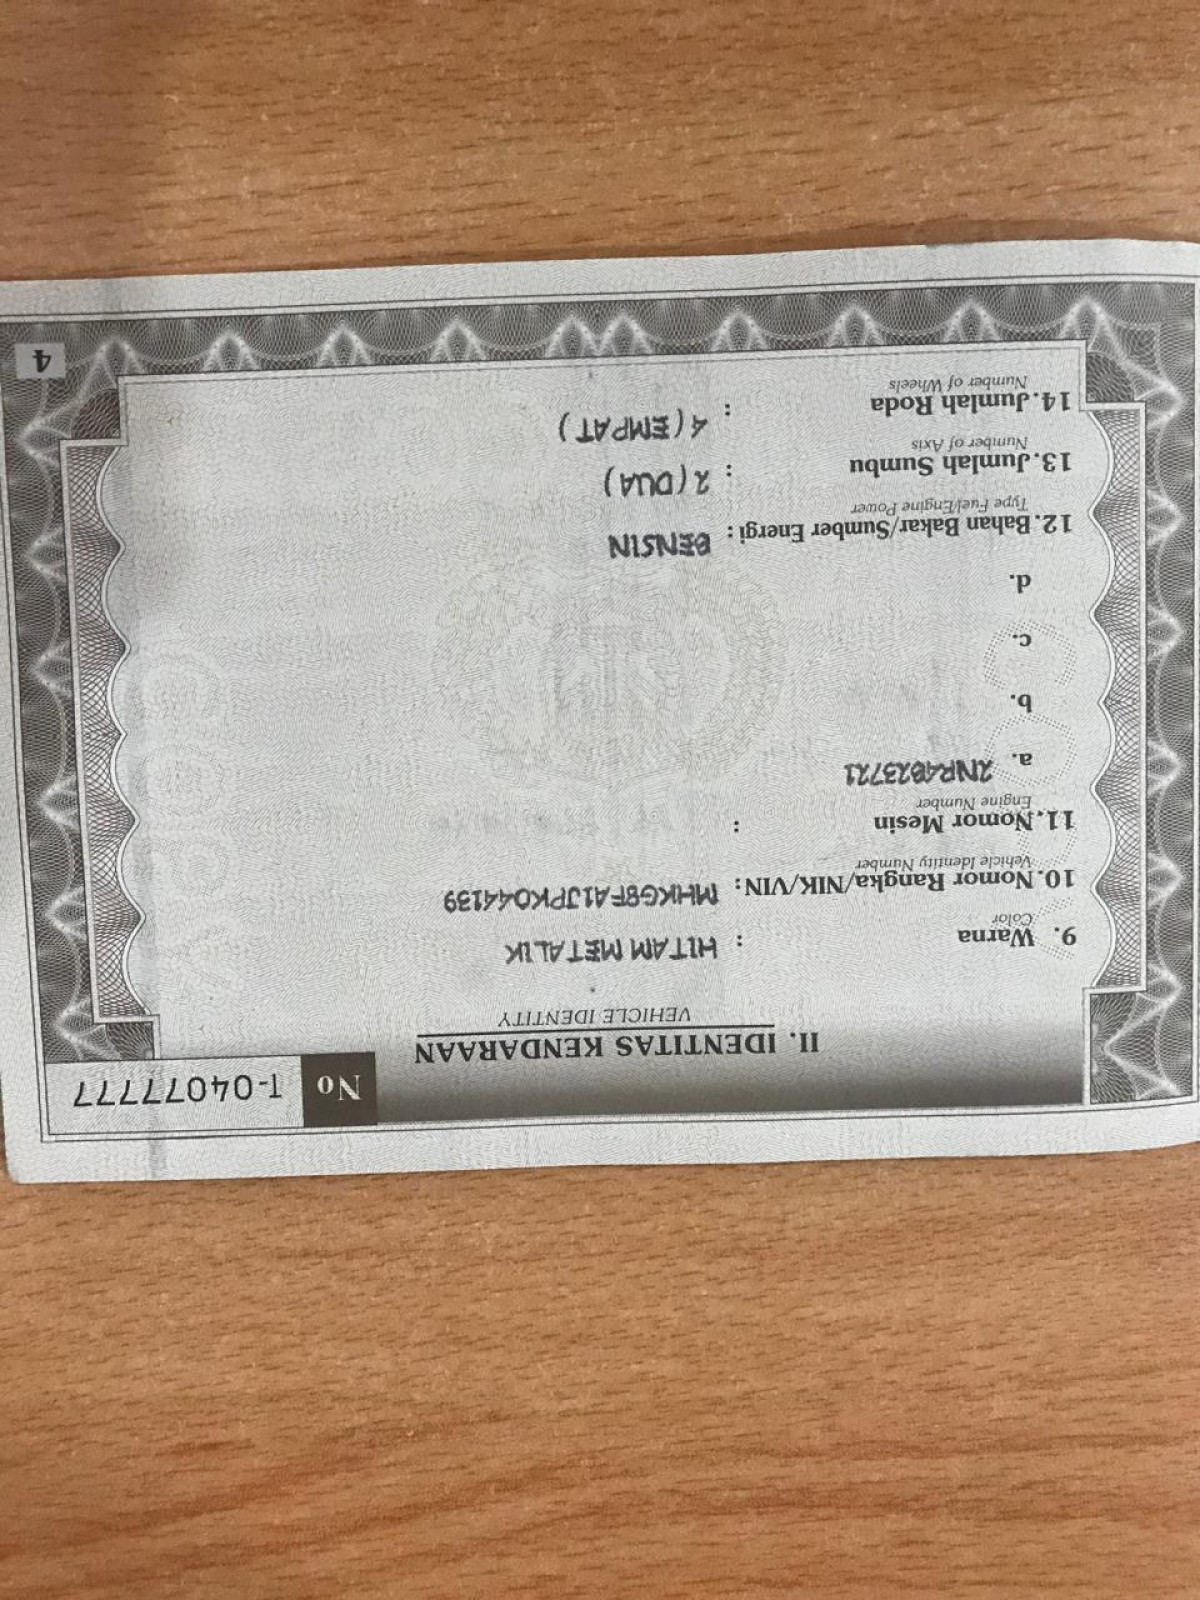 No T-04077777
II. IDENTITAS KENDARAAN
VEHICLE IDENTITY
9. Warna : HITAM METALIK
Color
10. Nomor Rangka/NIK/VIN: MHKG8FA1JPK044139
Vehicle Identity Number
11. Nomor Mesin :
Engine Number
a. 2NR4B23721
b.
c.
d.
12. Bahan Bakar/Sumber Energi : BENSIN
Type Fuel/Engine Power
13. Jumlah Sumbu : 2 (DUA)
Number of Axis
14. Jumlah Roda : 4 (EMPAT)
Number of Wheels
4